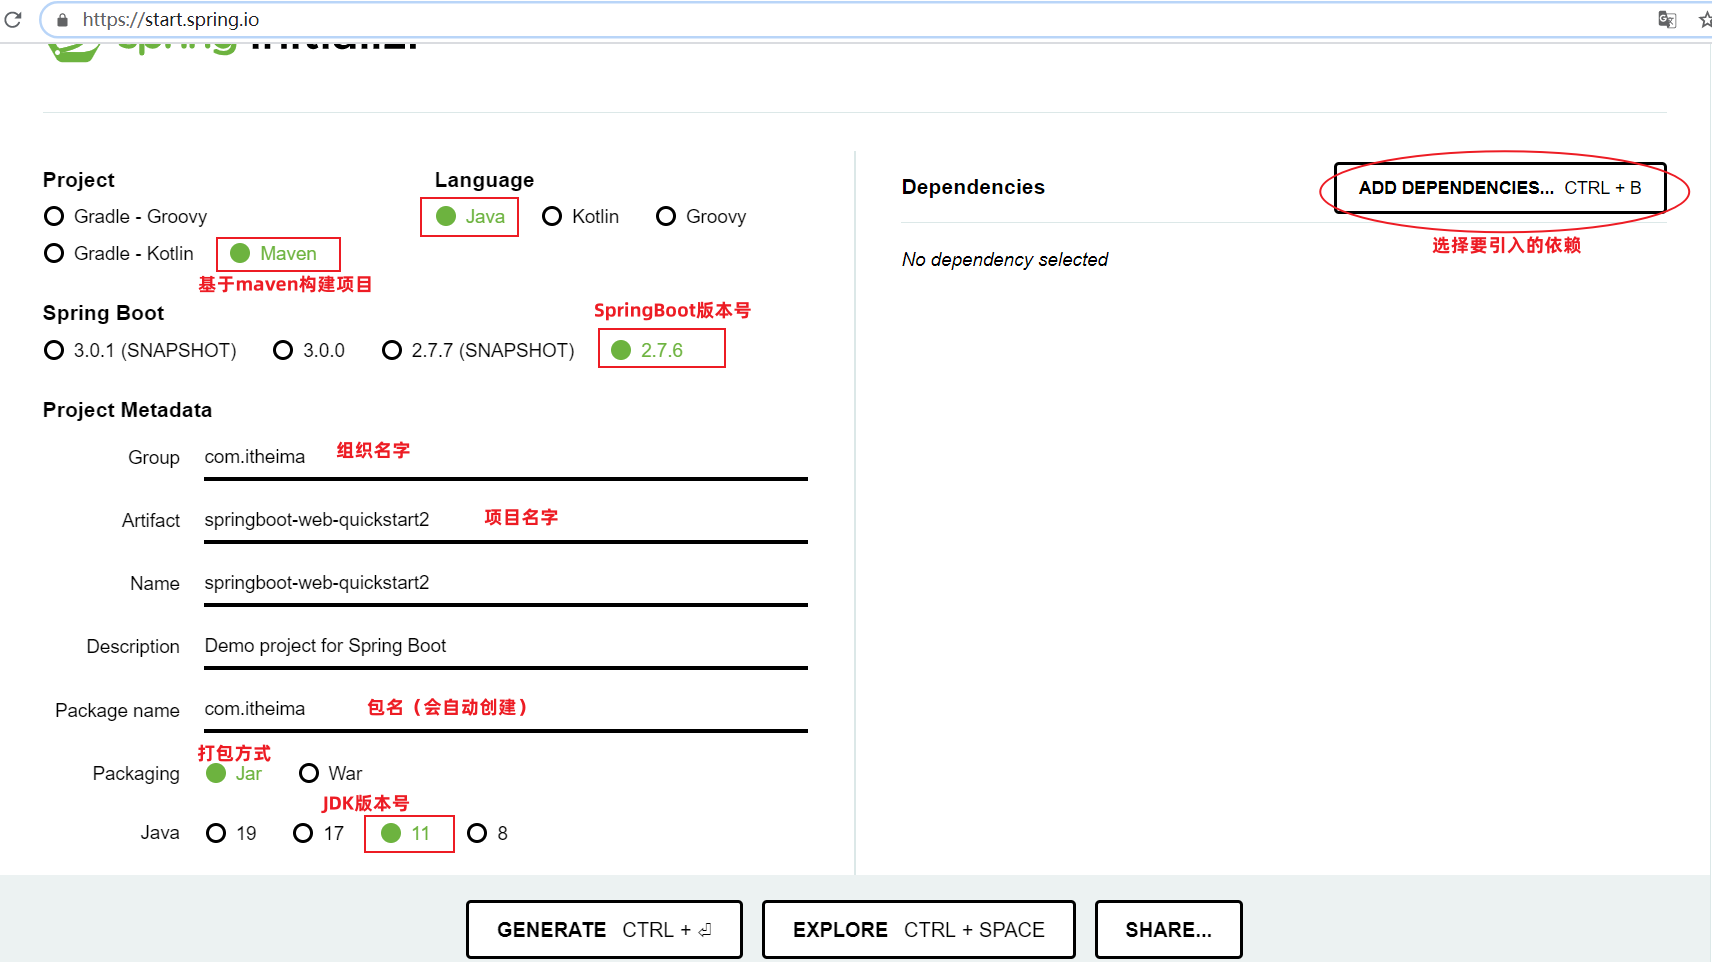 https://start.spring.io
spring initializr
Project
Gradle - Groovy
Gradle - Kotlin
Maven
基于maven构建项目
Language
Java
Kotlin
Groovy
Spring Boot
SpringBoot版本号
3.0.1 (SNAPSHOT)
3.0.0
2.7.7 (SNAPSHOT)
2.7.6
Project Metadata
Group
com.itheima
组织名字
Artifact
springboot-web-quickstart2
项目名字
Name
springboot-web-quickstart2
Description
Demo project for Spring Boot
Package name
com.itheima
包名（会自动创建）
打包方式
Packaging
Jar
War
JDK版本号
Java
19
17
11
8
Dependencies
ADD DEPENDENCIES... CTRL + B
选择要引入的依赖
No dependency selected
GENERATE CTRL + ⏎
EXPLORE CTRL + SPACE
SHARE...